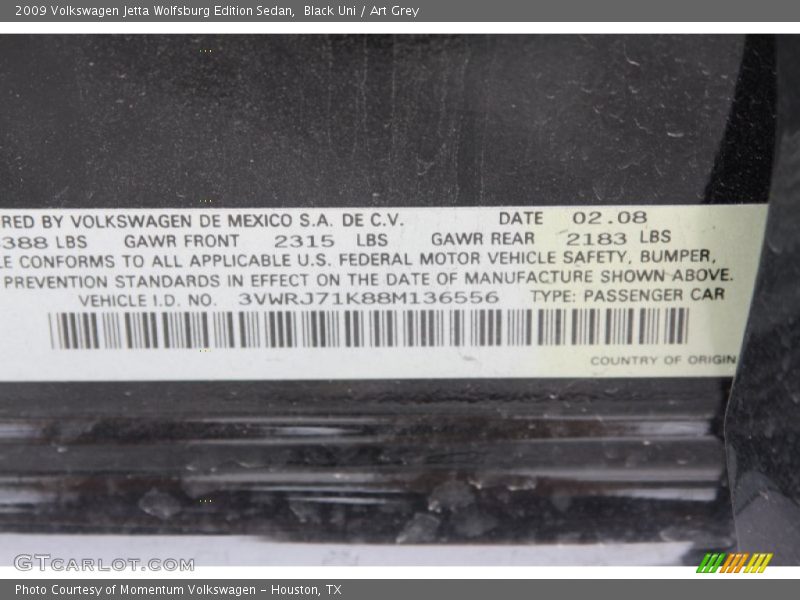 2009 Volkswagen Jetta Wolfsburg Edition Sedan, Black Uni / Art Grey
RED BY VOLKSWAGEN DE MEXICO S.A. DE C.V. DATE 02.08
388 LBS GAWR FRONT 2315 LBS GAWR REAR 2183 LBS
LE CONFORMS TO ALL APPLICABLE U.S. FEDERAL MOTOR VEHICLE SAFETY, BUMPER,
PREVENTION STANDARDS IN EFFECT ON THE DATE OF MANUFACTURE SHOWN ABOVE.
VEHICLE I.D. NO. 3VWRJ71K88M136556 TYPE: PASSENGER CAR
COUNTRY OF ORIGIN
GTCARLOT.COM
Photo Courtesy of Momentum Volkswagen - Houston, TX